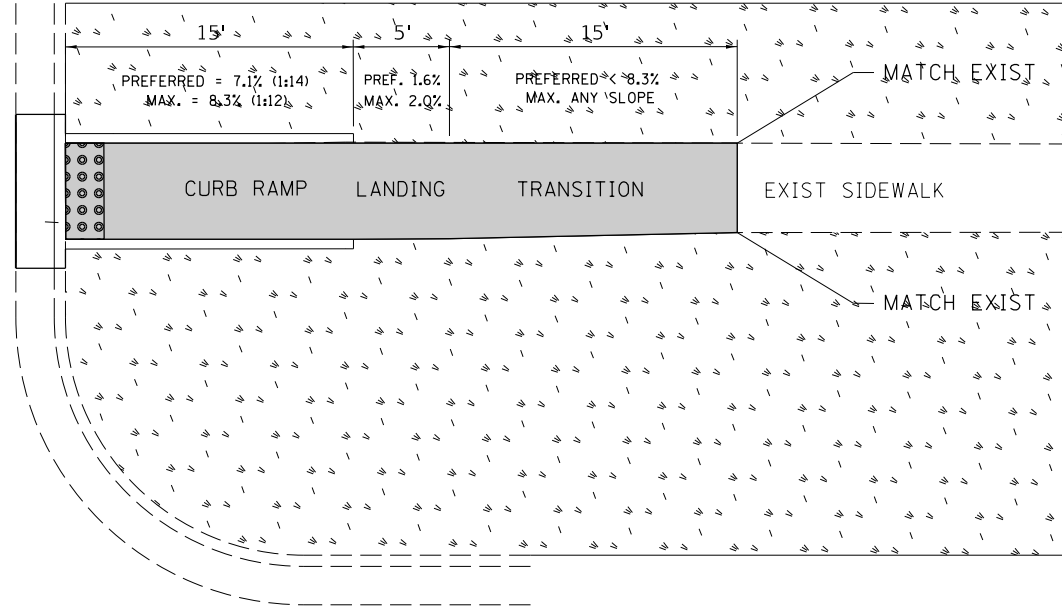 15' 5' 15'
PREFERRED = 7.1% (1:14)
MAX. = 8.3% (1:12)
PREF. 1.6%
MAX. 2.0%
PREFERRED < 8.3%
MAX. ANY SLOPE
MATCH EXIST
CURB RAMP LANDING TRANSITION EXIST SIDEWALK
MATCH EXIST